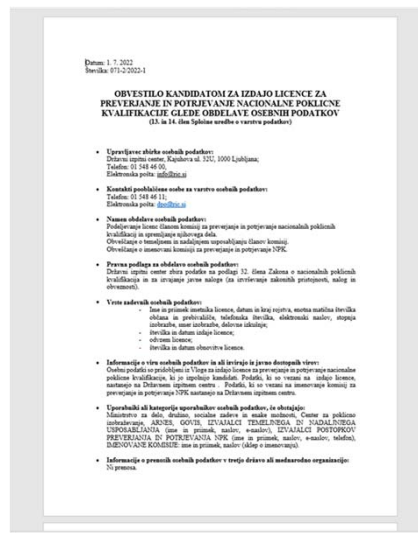 Datum: 1. 7. 2022
Številka: 071-2/2022-1
OBVESTILO KANDIDATOM ZA IZDAJO LICENCE ZA
PREVERJANJE IN POTRJEVANJE NACIONALNE POKLICNE
KVALIFIKACIJE GLEDE OBDELAVE OSEBNIH PODATKOV
(13. in 14. člen Splošne uredbe o varstvu podatkov)
• Upravljavec zbirke osebnih podatkov:
Državni izpitni center, Kajuhova ul. 32U, 1000 Ljubljana;
Telefon: 01 548 46 00,
Elektronska pošta: info@ric.si
• Kontakti pooblaščene osebe za varstvo osebnih podatkov:
Telefon: 01 548 46 11;
Elektronska pošta: dpo@ric.si
• Namen obdelave osebnih podatkov:
Podeljevanje licenc članom komisij za preverjanje in potrjevanje nacionalnih poklicnih
kvalifikacij in spremljanje njihovega dela.
Obveščanje o temeljnem in nadaljnjem usposabljanju članov komisij.
Obveščanje o imenovani komisiji za preverjanje in potrjevanje NPK.
• Pravna podlaga za obdelavo osebnih podatkov:
Državni izpitni center zbira podatke na podlagi 32. člena Zakona o nacionalnih poklicnih
kvalifikacija in za izvajanje javne naloge (za izvrševanje zakonitih pristojnosti, nalog in
obveznosti).
• Vrste zadevnih osebnih podatkov:
- Ime in priimek imetnika licence, datum in kraj rojstva, enotna matična številka
občana in prebivališče, telefonska številka, elektronski naslov, stopnja
izobrazbe, smer izobrazbe, delovne izkušnje;
- številka in datum izdaje licence;
- odvzem licence;
- številka in datum obnovitve licence.
• Informacije o viru osebnih podatkov in ali izvirajo iz javno dostopnih virov:
Osebni podatki so pridobljeni iz Vloge za izdajo licence za preverjanje in potrjevanje nacionalne
poklicne kvalifikacije, ki jo izpolnijo kandidati. Podatki, ki so vezani na izdajo licence,
nastanejo na Državnem izpitnem centru . Podatki, ki so vezani na imenovanje komisij za
preverjanje in potrjevanje NPK nastanejo na Državnem izpitnem centru.
• Uporabniki ali kategorije uporabnikov osebnih podatkov, če obstajajo:
Ministrstvo za delo, družino, socialne zadeve in enake možnosti, Center za poklicno
izobraževanje, ARNES, GOVIS, IZVAJALCI TEMELJNEGA IN NADALJNJEGA
USPOSABLJANJA (ime in priimek, naslov, e-naslov), IZVAJALCI POSTOPKOV
PREVERJANJA IN POTRJEVANJA NPK (ime in priimek, naslov, e-naslov, telefon),
IMENOVANE KOMISIJE: ime in priimek, naslov (sklep o imenovanju).
• Informacije o prenosih osebnih podatkov v tretjo državo ali mednarodno organizacijo:
Ni prenosa.